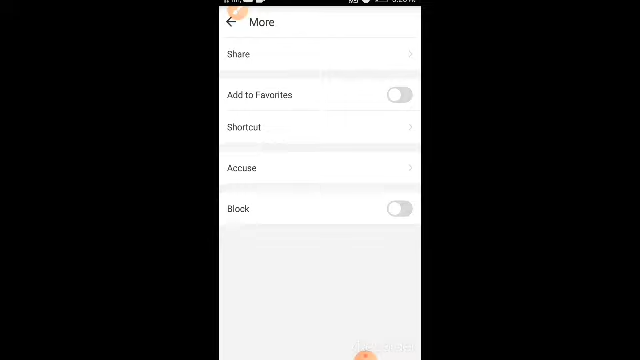 More
Share
Add to Favorites
Shortcut
Accuse
Block